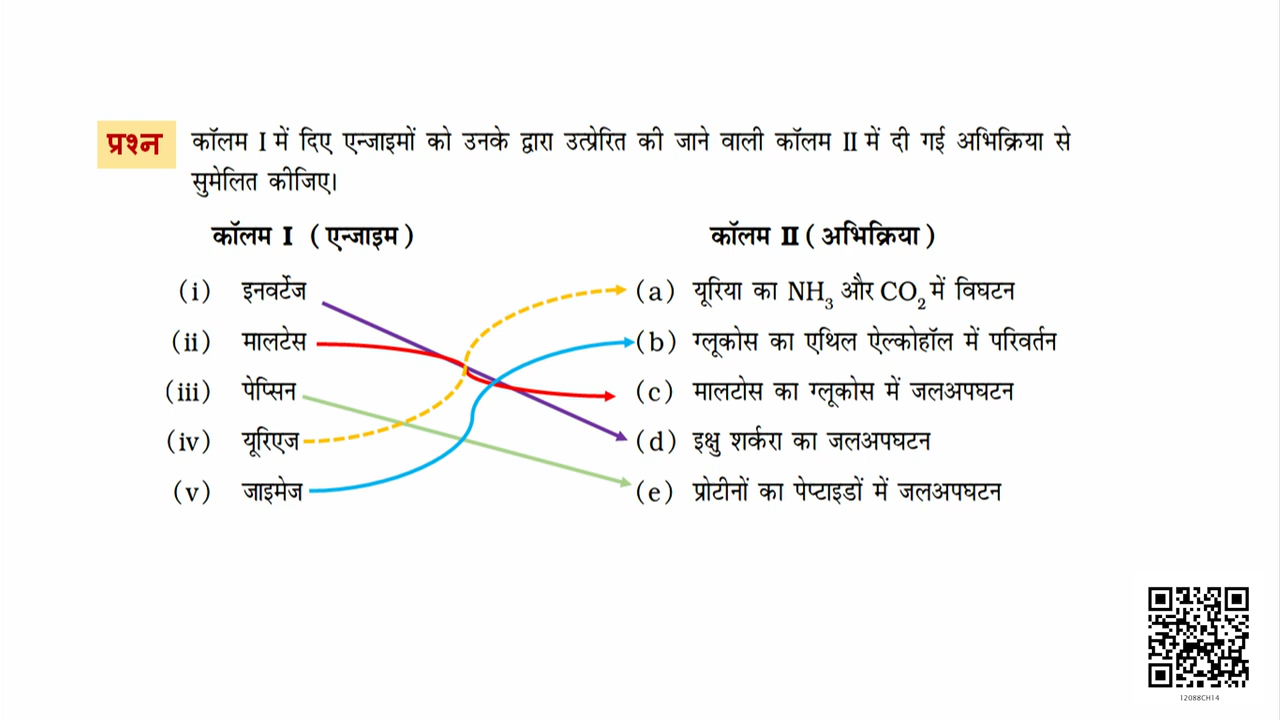 प्रश्न कॉलम I में दिए एन्जाइमों को उनके द्वारा उत्प्रेरित की जाने वाली कॉलम II में दी गई अभिक्रिया से
सुमेलित कीजिए।
कॉलम I (एन्जाइम) कॉलम II (अभिक्रिया)
(i) इनवर्टेज (a) यूरिया का NH₃ और CO₂ में विघटन
(ii) मालटेस (b) ग्लूकोस का एथिल ऐल्कोहॉल में परिवर्तन
(iii) पेप्सिन (c) मालटोस का ग्लूकोस में जलअपघटन
(iv) यूरिएज (d) इक्षु शर्करा का जलअपघटन
(v) जाइमेज (e) प्रोटीनों का पेप्टाइडों में जलअपघटन
12088CH14